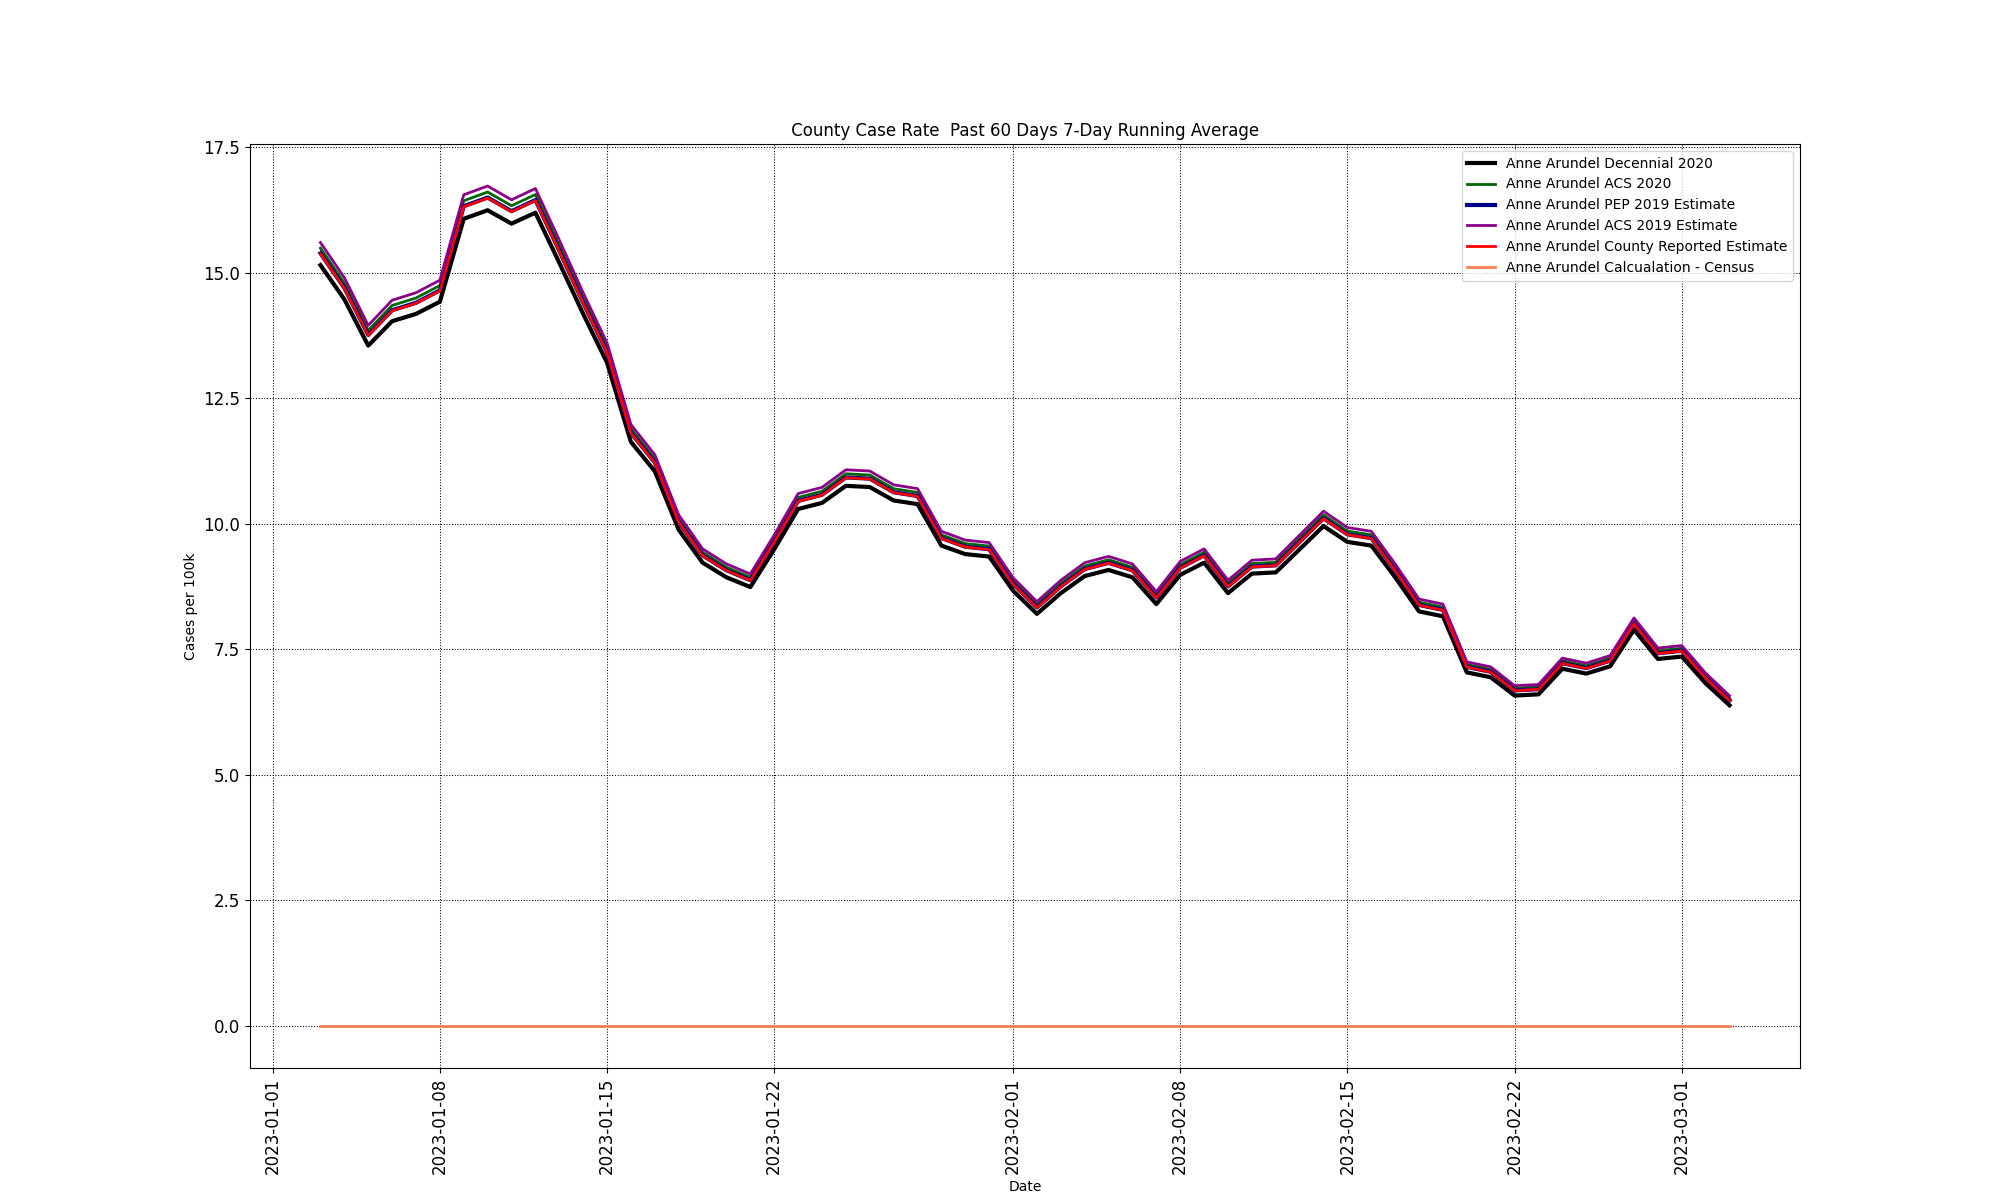 County Case Rate  Past 60 Days 7-Day Running Average
17.5
15.0
12.5
10.0
7.5
5.0
2.5
0.0
Cases per 100k
Anne Arundel Decennial 2020
Anne Arundel ACS 2020
Anne Arundel PEP 2019 Estimate
Anne Arundel ACS 2019 Estimate
Anne Arundel County Reported Estimate
Anne Arundel Calcualation - Census
2023-01-01
2023-01-08
2023-01-15
2023-01-22
2023-02-01
2023-02-08
2023-02-15
2023-02-22
2023-03-01
Date